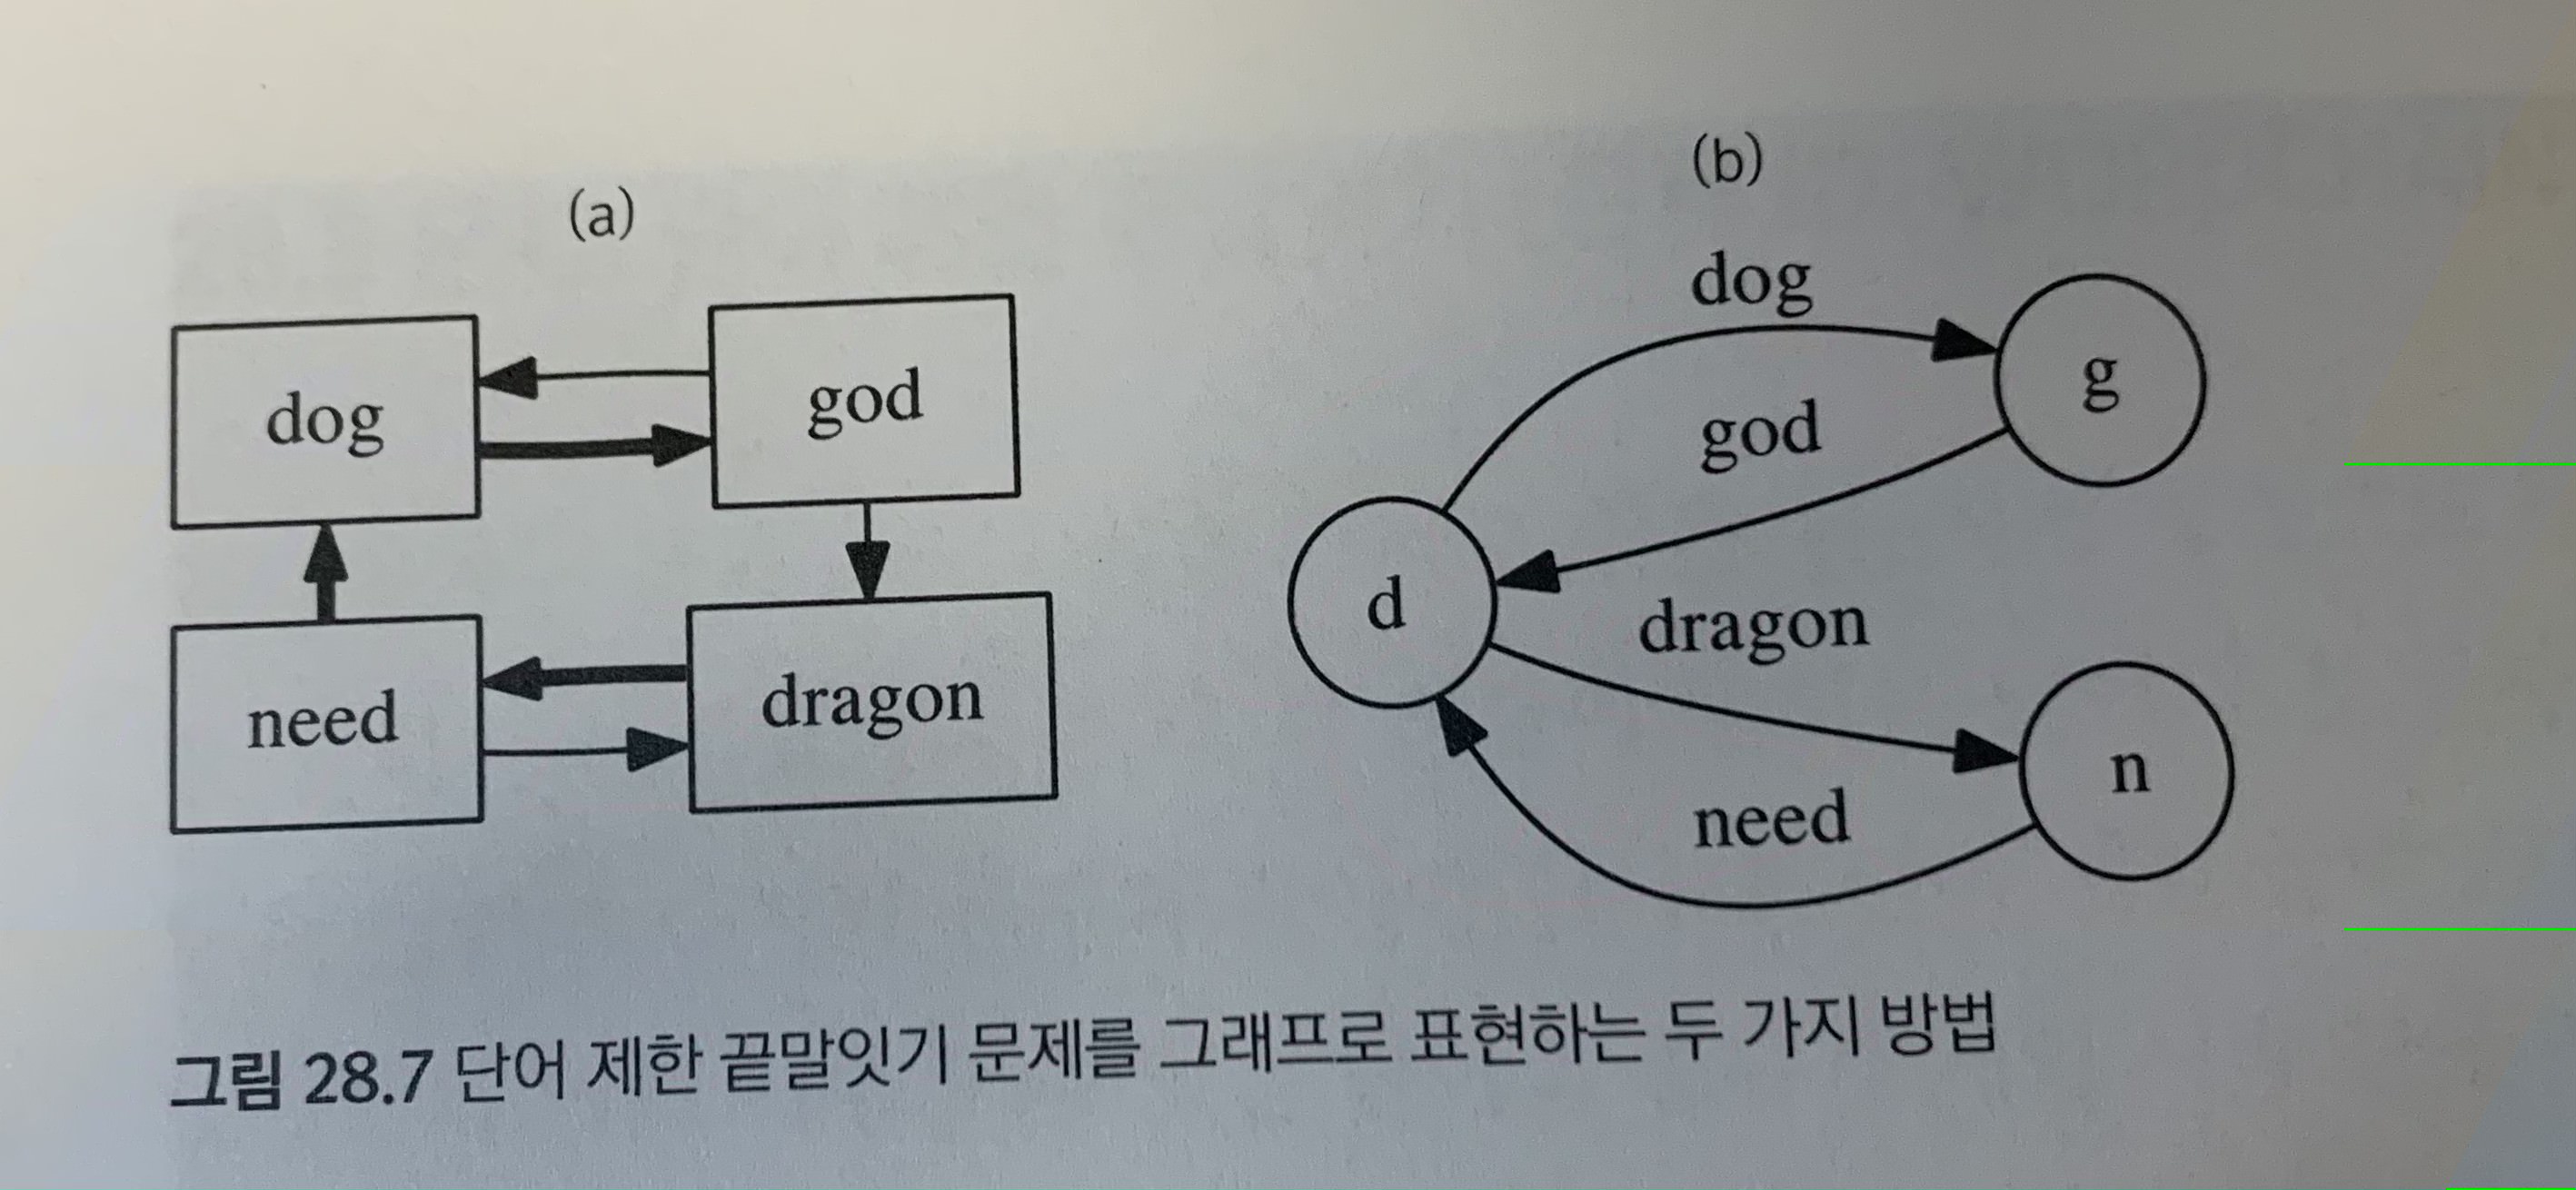 (a)
dog
god
need
dragon
(b)
dog
g
god
d
dragon
n
need
그림 28.7 단어 제한 끝말잇기 문제를 그래프로 표현하는 두 가지 방법